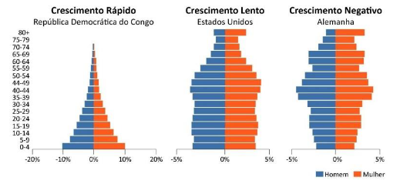 Crescimento Rápido
República Democrática do Congo
Crescimento Lento
Estados Unidos
Crescimento Negativo
Alemanha
80+
75-79
70-74
65-69
60-64
55-59
50-54
45-49
40-44
35-39
30-34
25-29
20-24
15-19
10-14
5-9
0-4
-20% -10% 0% 10% 20%
5% 0% 5%
5% 0% 5%
Homem Mulher